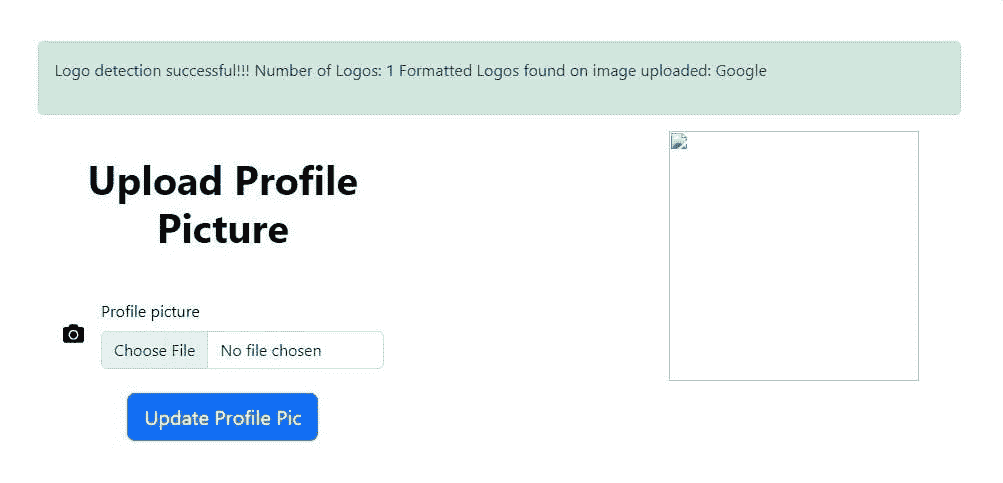 Logo detection successful!!! Number of Logos: 1 Formatted Logos found on image uploaded: Google
Upload Profile
Picture
Profile picture
Choose File No file chosen
Update Profile Pic